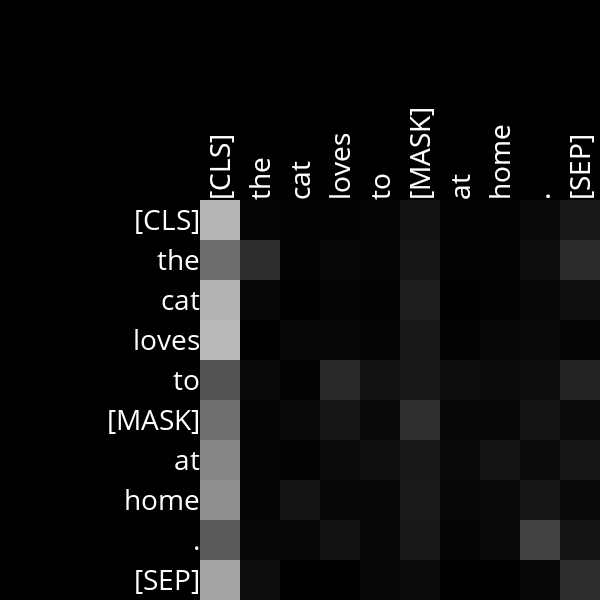 [CLS] the cat loves to [MASK] at home . [SEP]
[CLS]
the
cat
loves
to
[MASK]
at
home
.
[SEP]